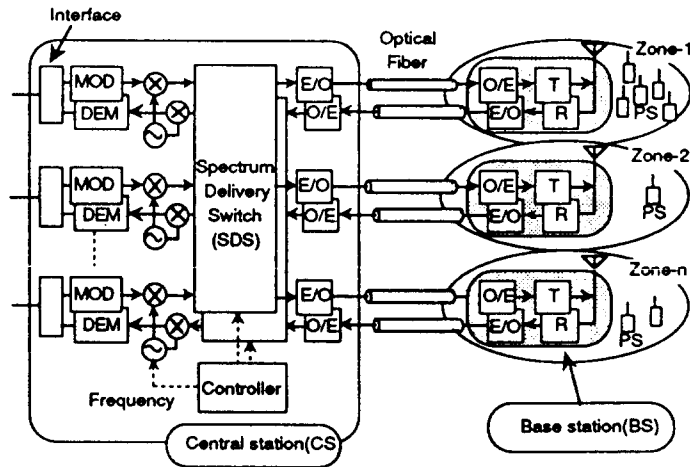 Interface
MOD
DEM
MOD
DEM
MOD
DEM
Spectrum
Delivery
Switch
(SDS)
Controller
Frequency
Central station(CS)
E/O
O/E
E/O
O/E
E/O
O/E
Optical
Fiber
O/E
T
E/O
R
Zone-1
PS
O/E
T
E/O
R
Zone-2
PS
O/E
T
E/O
R
Zone-n
PS
Base station(BS)